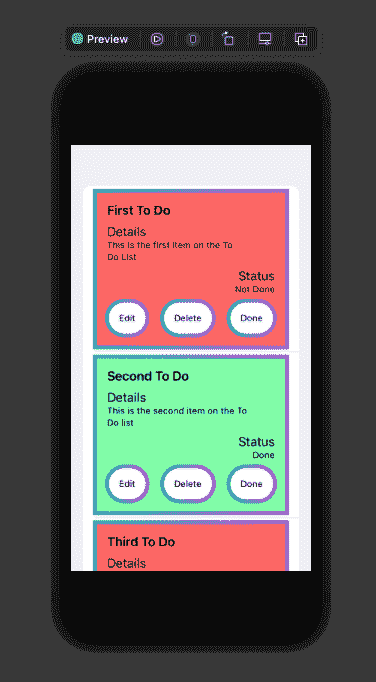 Preview
First To Do
Details
This is the first item on the To
Do List
Status
Not Done
Edit Delete Done
Second To Do
Details
This is the second item on the To
Do list
Status
Done
Edit Delete Done
Third To Do
Details